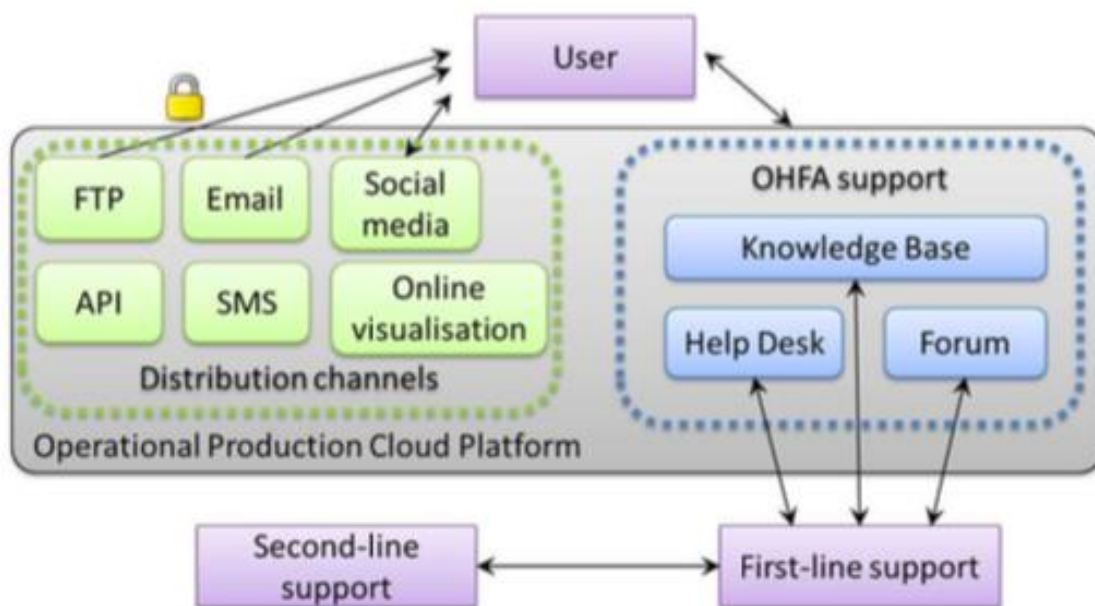 User
FTP
Email
Social
media
API
SMS
Online
visualisation
Distribution channels
Operational Production Cloud Platform
OHFA support
Knowledge Base
Help Desk
Forum
Second-line
support
First-line support